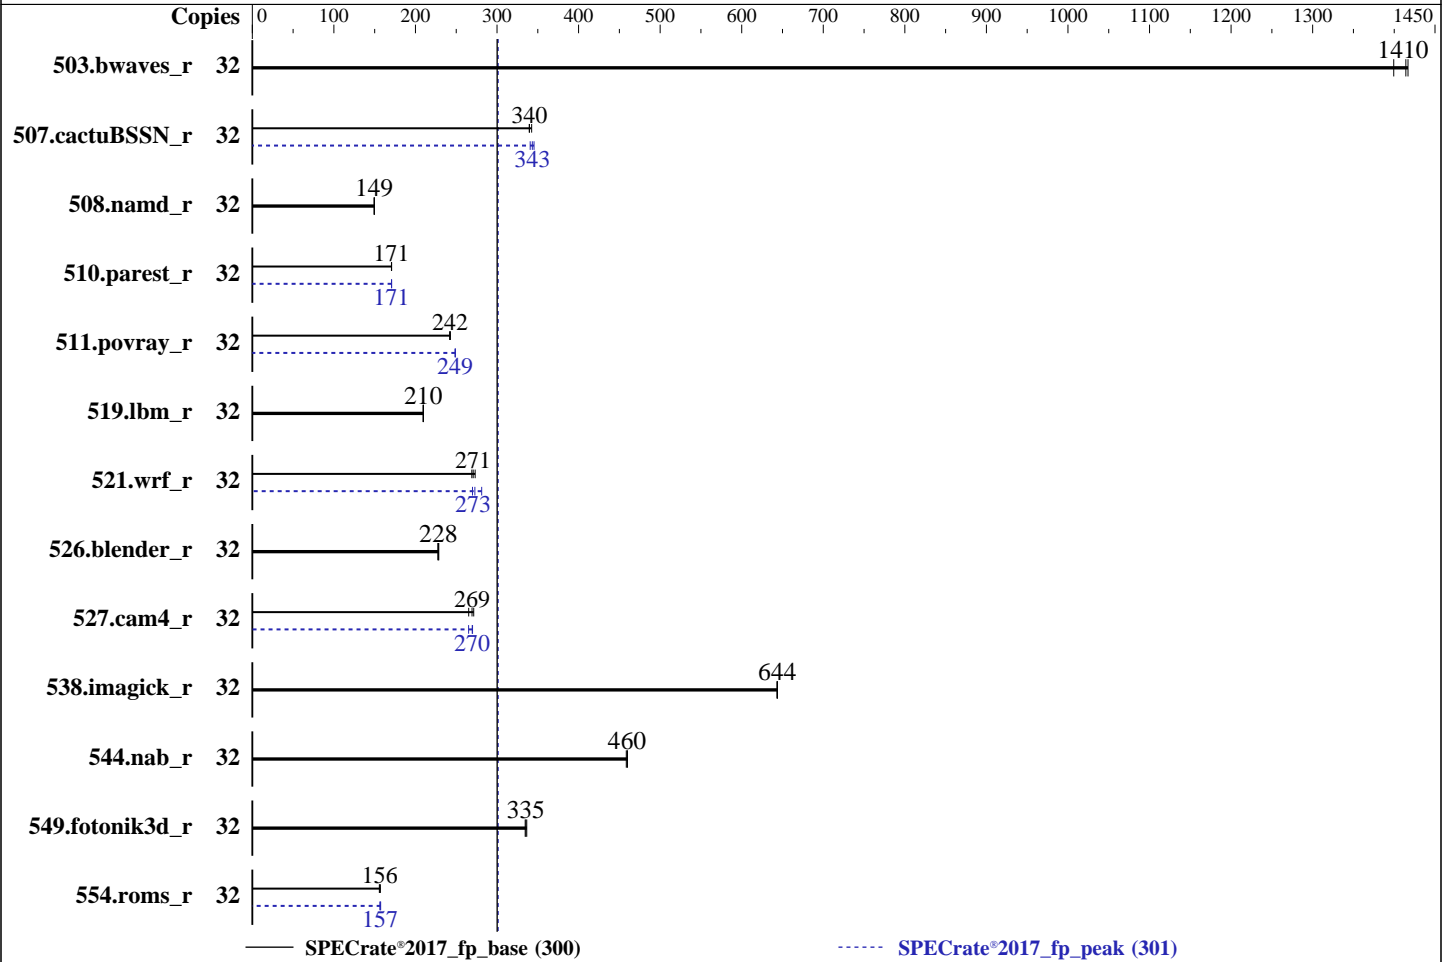 Copies 0 100 200 300 400 500 600 700 800 900 1000 1100 1200 1300 1450
503.bwaves_r 32 1410
507.cactuBSSN_r 32 340
343
508.namd_r 32 149
510.parest_r 32 171
171
511.povray_r 32 242
249
519.lbm_r 32 210
521.wrf_r 32 271
273
526.blender_r 32 228
527.cam4_r 32 269
270
538.imagick_r 32 644
544.nab_r 32 460
549.fotonik3d_r 32 335
554.roms_r 32 156
157
SPECrate®2017_fp_base (300) SPECrate®2017_fp_peak (301)